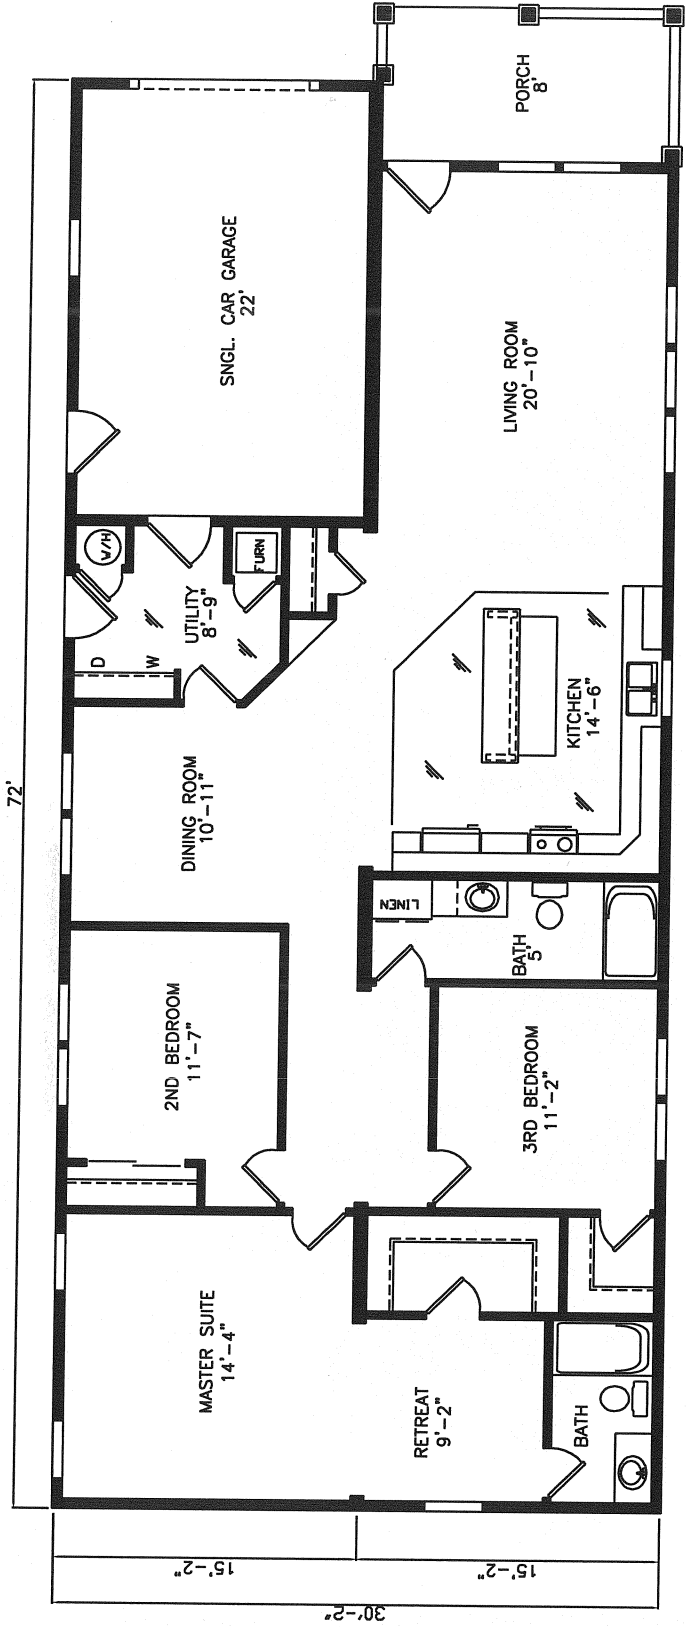 PORCH
8'
SNGL. CAR GARAGE
22'
LIVING ROOM
20'-10"
W/H
FURN
UTILITY
8'-9"
D
W
KITCHEN
14'-6"
72'
DINING ROOM
10'-11"
LINEN
BATH
5'
2ND BEDROOM
11'-7"
3RD BEDROOM
11'-2"
MASTER SUITE
14'-4"
RETREAT
9'-2"
BATH
15'-2"
15'-2"
30'-2"